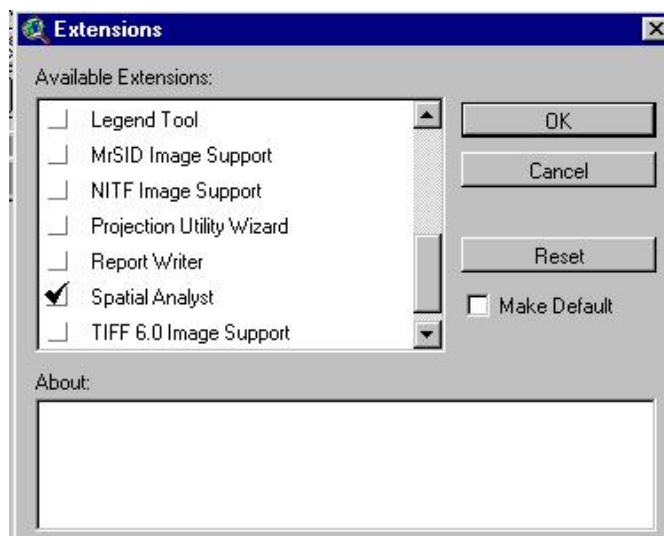 Extensions
Available Extensions:
Legend Tool
MrSID Image Support
NITF Image Support
Projection Utility Wizard
Report Writer
Spatial Analyst
TIFF 6.0 Image Support
OK
Cancel
Reset
Make Default
About: